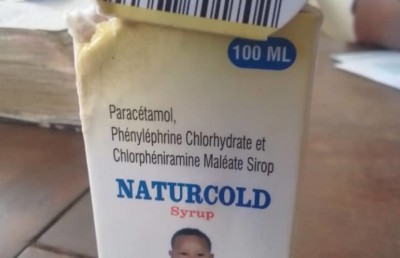 100 ML
Paracétamol,
Phényléphrine Chlorhydrate et
Chlorphéniramine Maléate Sirop
NATURCOLD
Syrup